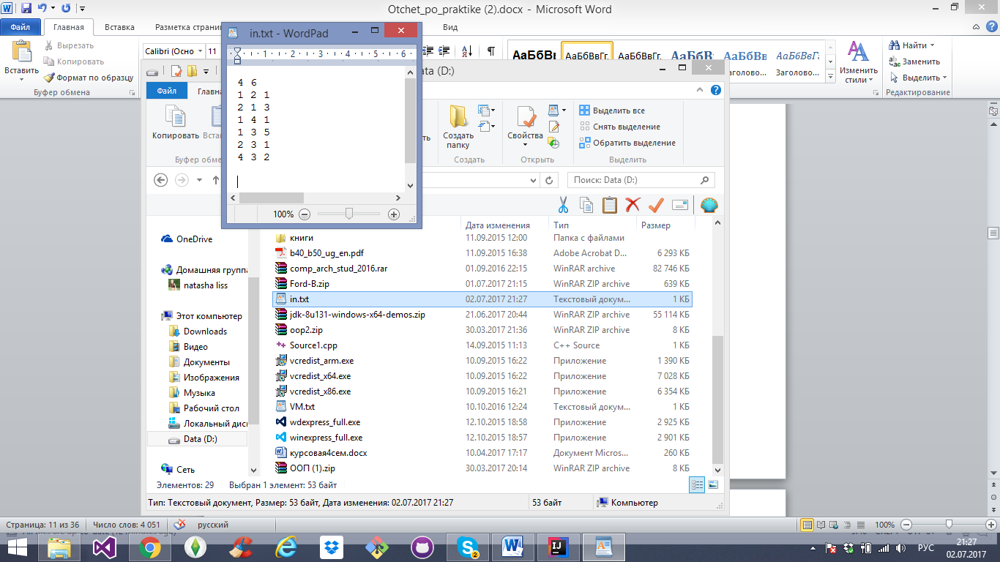 Otchet_po_praktike (2).docx - Microsoft Word
Файл Главная Вставка Разметка страни Вид
Вставить
Вырезать
Копировать
Формат по образцу
Буфер обмена
Calibri (Осно 11
АаБбВв АаБбВвГг. АаБбВвГг. АаБбВв АаБбВв АаБбВвГг
Заголово... Заголово...
Изменить стили
Найти
Заменить
Выделить
Редактирование
in.txt - WordPad
1 2 3 4 5 6
4 6
1 2 1
2 1 3
1 4 1
1 3 5
2 3 1
4 3 2
100%
ata (D:)
Файл Главна
Копировать Вста
Буфер обме
ть
Создать папку
Создать
Свойства
Открыть
Выделить все
Снять выделение
Обратить выделение
Выделить
Поиск: Data (D:)
Дата изменения Тип Размер
книги 11.09.2015 12:00 Папка с файлами
b40_b50_ug_en.pdf 11.09.2015 16:38 Adobe Acrobat D... 6 293 КБ
comp_arch_stud_2016.rar 01.09.2016 22:15 WinRAR archive 82 746 КБ
Ford-B.zip 01.07.2017 21:15 WinRAR ZIP archive 639 КБ
in.txt 02.07.2017 21:27 Текстовый докум... 1 КБ
jdk-8u131-windows-x64-demos.zip 21.06.2017 20:44 WinRAR ZIP archive 55 114 КБ
oop2.zip 30.03.2017 21:36 WinRAR ZIP archive 8 КБ
Source1.cpp 14.09.2015 11:13 C++ Source 1 КБ
vcredist_arm.exe 10.09.2015 16:22 Приложение 1 390 КБ
vcredist_x64.exe 10.09.2015 16:22 Приложение 7 028 КБ
vcredist_x86.exe 10.09.2015 16:21 Приложение 6 354 КБ
VM.txt 10.10.2016 12:24 Текстовый докум... 1 КБ
wdexpress_full.exe 12.10.2015 18:58 Приложение 2 925 КБ
winexpress_full.exe 12.10.2015 18:57 Приложение 2 901 КБ
курсовая4сем.docx 10.04.2017 17:17 Документ Micros... 260 КБ
ООП (1).zip 30.03.2017 20:14 WinRAR ZIP archive 8 КБ
OneDrive
Домашняя группа
natasha liss
Этот компьютер
Downloads
Видео
Документы
Изображения
Музыка
Рабочий стол
Локальный дис
Data (D:)
Сеть
Элементов: 29 Выбран 1 элемент: 53 байт
Тип: Текстовый документ, Размер: 53 байт, Дата изменения: 02.07.2017 21:27 53 байт Компьютер
Страница: 11 из 36 Число слов: 4 051 русский 100%
2
РУС
21:27
02.07.2017